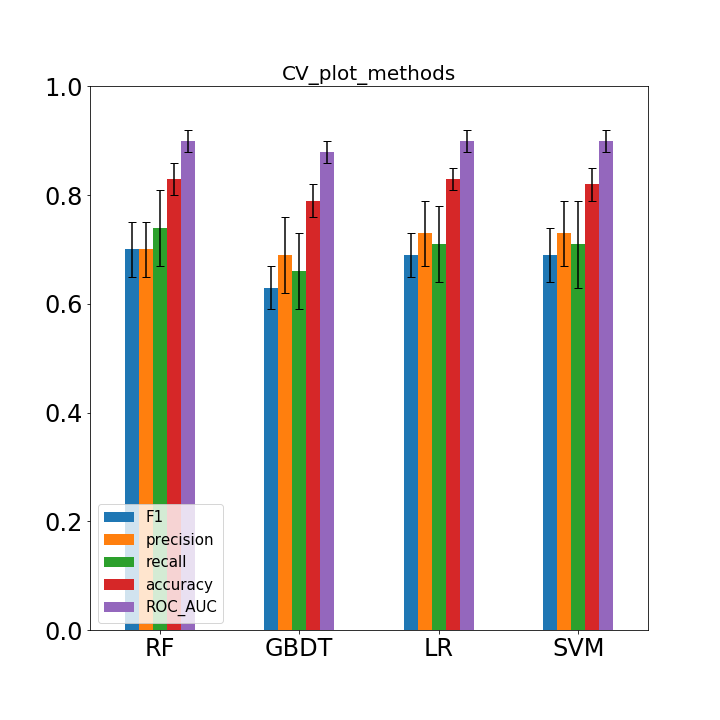 CV_plot_methods
1.0
0.8
0.6
0.4
0.2
0.0
F1
precision
recall
accuracy
ROC_AUC
RF GBDT LR SVM